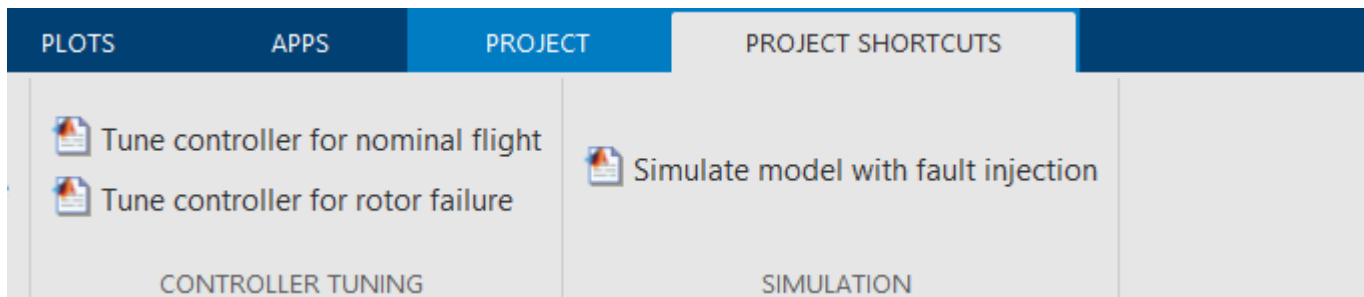 PLOTS APPS PROJECT PROJECT SHORTCUTS
Tune controller for nominal flight
Tune controller for rotor failure
Simulate model with fault injection
CONTROLLER TUNING SIMULATION